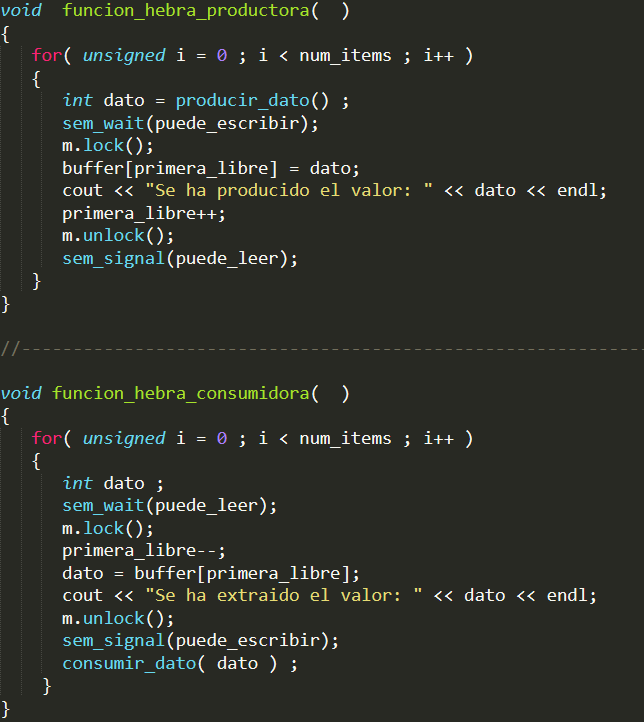 void  funcion_hebra_productora(  )
{
   for( unsigned i = 0 ; i < num_items ; i++ )
   {
      int dato = producir_dato() ;
      sem_wait(puede_escribir);
      m.lock();
      buffer[primera_libre] = dato;
      cout << "Se ha producido el valor: " << dato << endl;
      primera_libre++;
      m.unlock();
      sem_signal(puede_leer);
   }
}
//------------------------------------------------------------
void funcion_hebra_consumidora(  )
{
   for( unsigned i = 0 ; i < num_items ; i++ )
   {
      int dato ;
      sem_wait(puede_leer);
      m.lock();
      primera_libre--;
      dato = buffer[primera_libre];
      cout << "Se ha extraido el valor: " << dato << endl;
      m.unlock();
      sem_signal(puede_escribir);
      consumir_dato( dato ) ;
    }
}